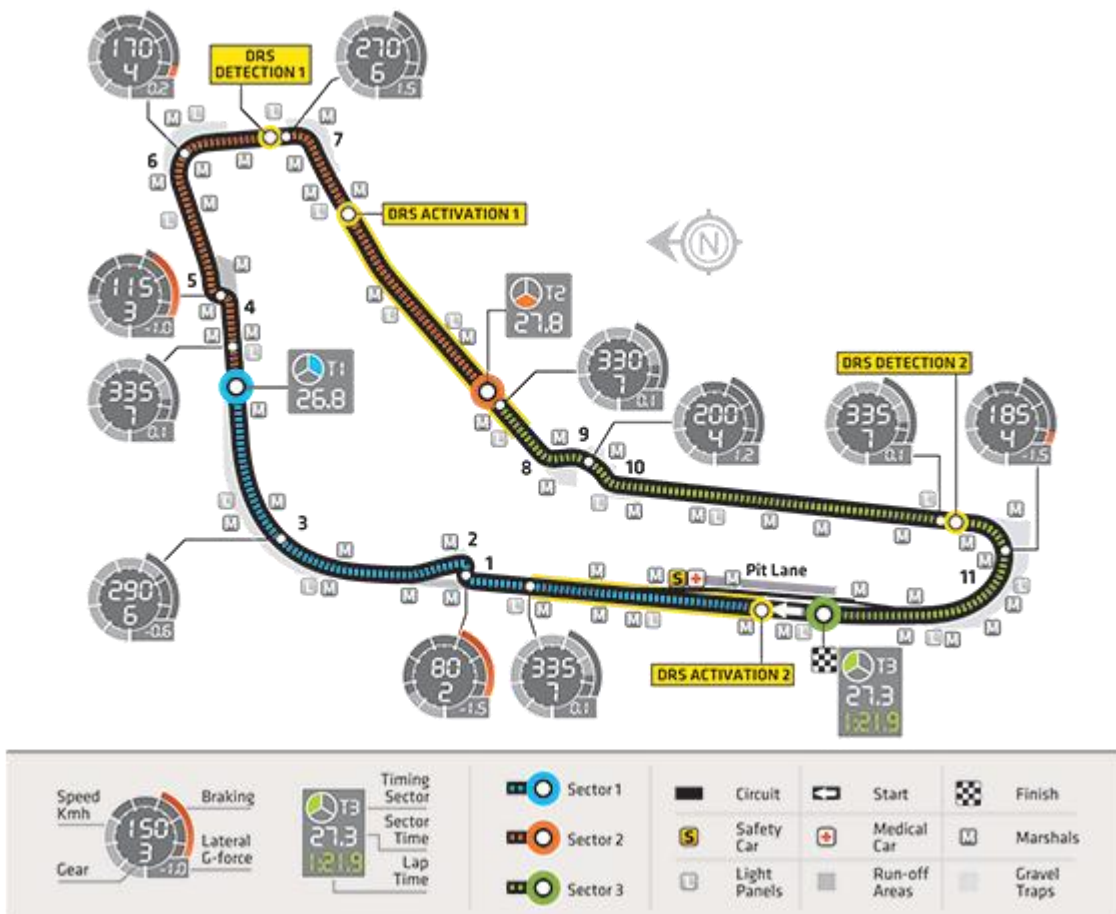 170
4
0.2
DRS
DETECTION 1
270
6
1.5
6
7
DRS ACTIVATION 1
N
115
3
-1.0
5
4
T2
27.8
335
7
0.1
T1
26.8
330
7
0.1
DRS DETECTION 2
200
4
1.2
335
7
0.1
185
4
-1.5
8
9
10
3
2
1
11
Pit Lane
S
290
6
-0.6
80
2
-1.5
335
7
0.1
DRS ACTIVATION 2
T3
27.3
1:21.9
M
L
Speed
Kmh
Gear
150
3
-1.0
Braking
Lateral
G-force
T3
27.3
1:21.9
Timing
Sector
Sector
Time
Lap
Time
Sector 1
Sector 2
Sector 3
Circuit
Start
Finish
S
Safety
Car
Medical
Car
M
Marshals
L
Light
Panels
Run-off
Areas
Gravel
Traps